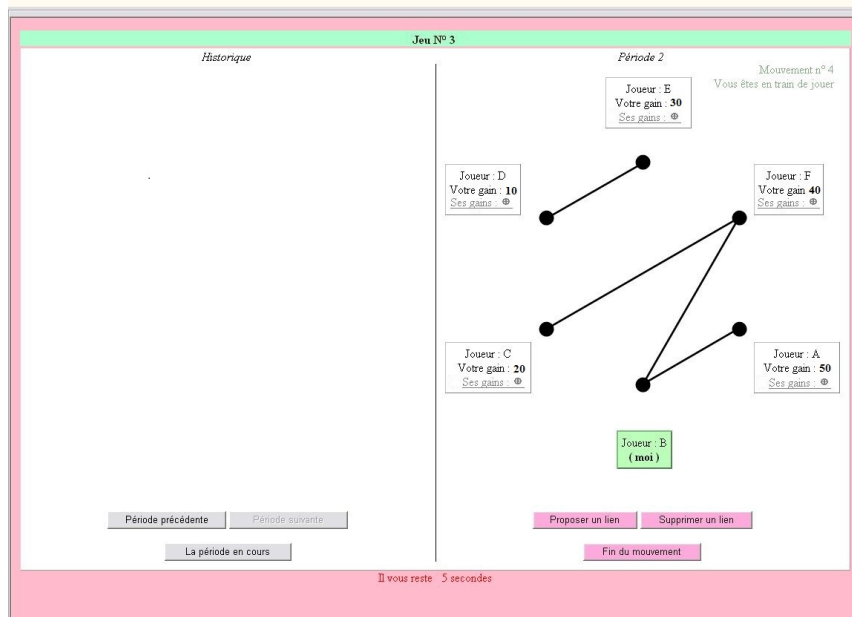 Jeu N° 3
Historique
Période 2
Mouvement n° 4
Vous êtes en train de jouer
Joueur : E
Votre gain : 30
Ses gains :
Joueur : D
Votre gain : 10
Ses gains :
Joueur : F
Votre gain 40
Ses gains :
Joueur : C
Votre gain : 20
Ses gains :
Joueur : A
Votre gain : 50
Ses gains :
Joueur : B
( moi )
Période précédente
Période suivante
Proposer un lien
Supprimer un lien
La période en cours
Fin du mouvement
Il vous reste 5 secondes